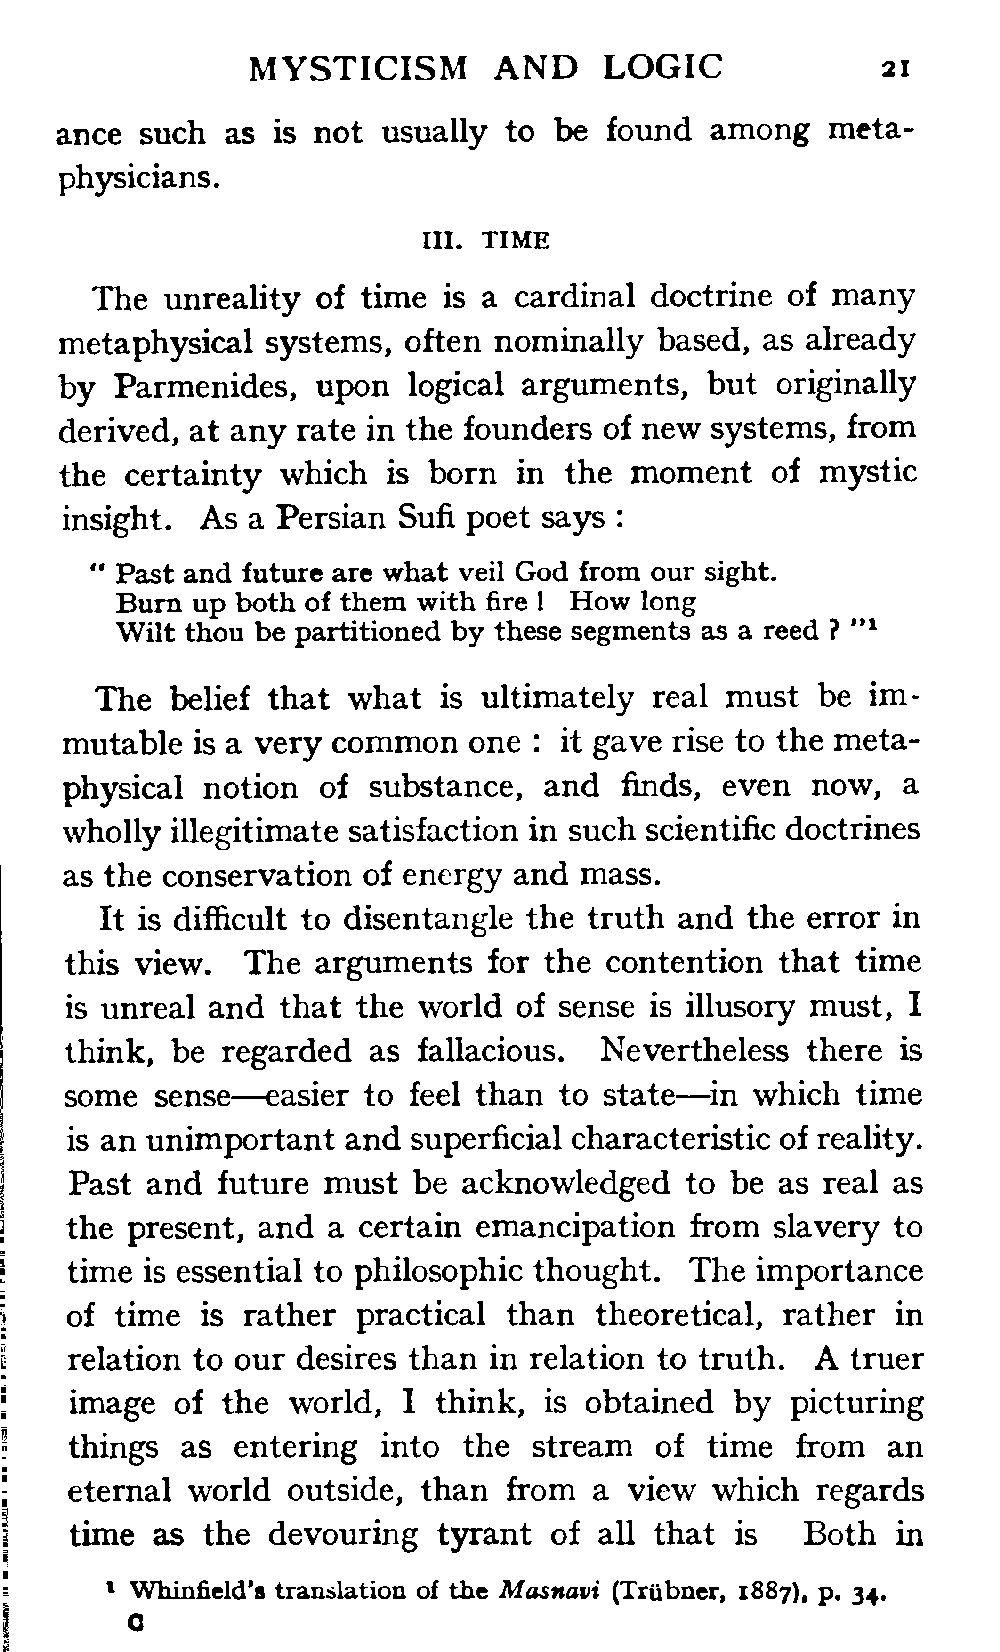 MYSTICISM AND LOGIC 21
ance such as is not usually to be found among meta-
physicians.
III. TIME
The unreality of time is a cardinal doctrine of many
metaphysical systems, often nominally based, as already
by Parmenides, upon logical arguments, but originally
derived, at any rate in the founders of new systems, from
the certainty which is born in the moment of mystic
insight. As a Persian Sufi poet says :
“ Past and future are what veil God from our sight.
Burn up both of them with fire ! How long
Wilt thou be partitioned by these segments as a reed ? ”¹
The belief that what is ultimately real must be im-
mutable is a very common one : it gave rise to the meta-
physical notion of substance, and finds, even now, a
wholly illegitimate satisfaction in such scientific doctrines
as the conservation of energy and mass.
It is difficult to disentangle the truth and the error in
this view. The arguments for the contention that time
is unreal and that the world of sense is illusory must, I
think, be regarded as fallacious. Nevertheless there is
some sense—easier to feel than to state—in which time
is an unimportant and superficial characteristic of reality.
Past and future must be acknowledged to be as real as
the present, and a certain emancipation from slavery to
time is essential to philosophic thought. The importance
of time is rather practical than theoretical, rather in
relation to our desires than in relation to truth. A truer
image of the world, I think, is obtained by picturing
things as entering into the stream of time from an
eternal world outside, than from a view which regards
time as the devouring tyrant of all that is Both in
¹ Whinfield's translation of the Masnavi (Trübner, 1887), p. 34.
C